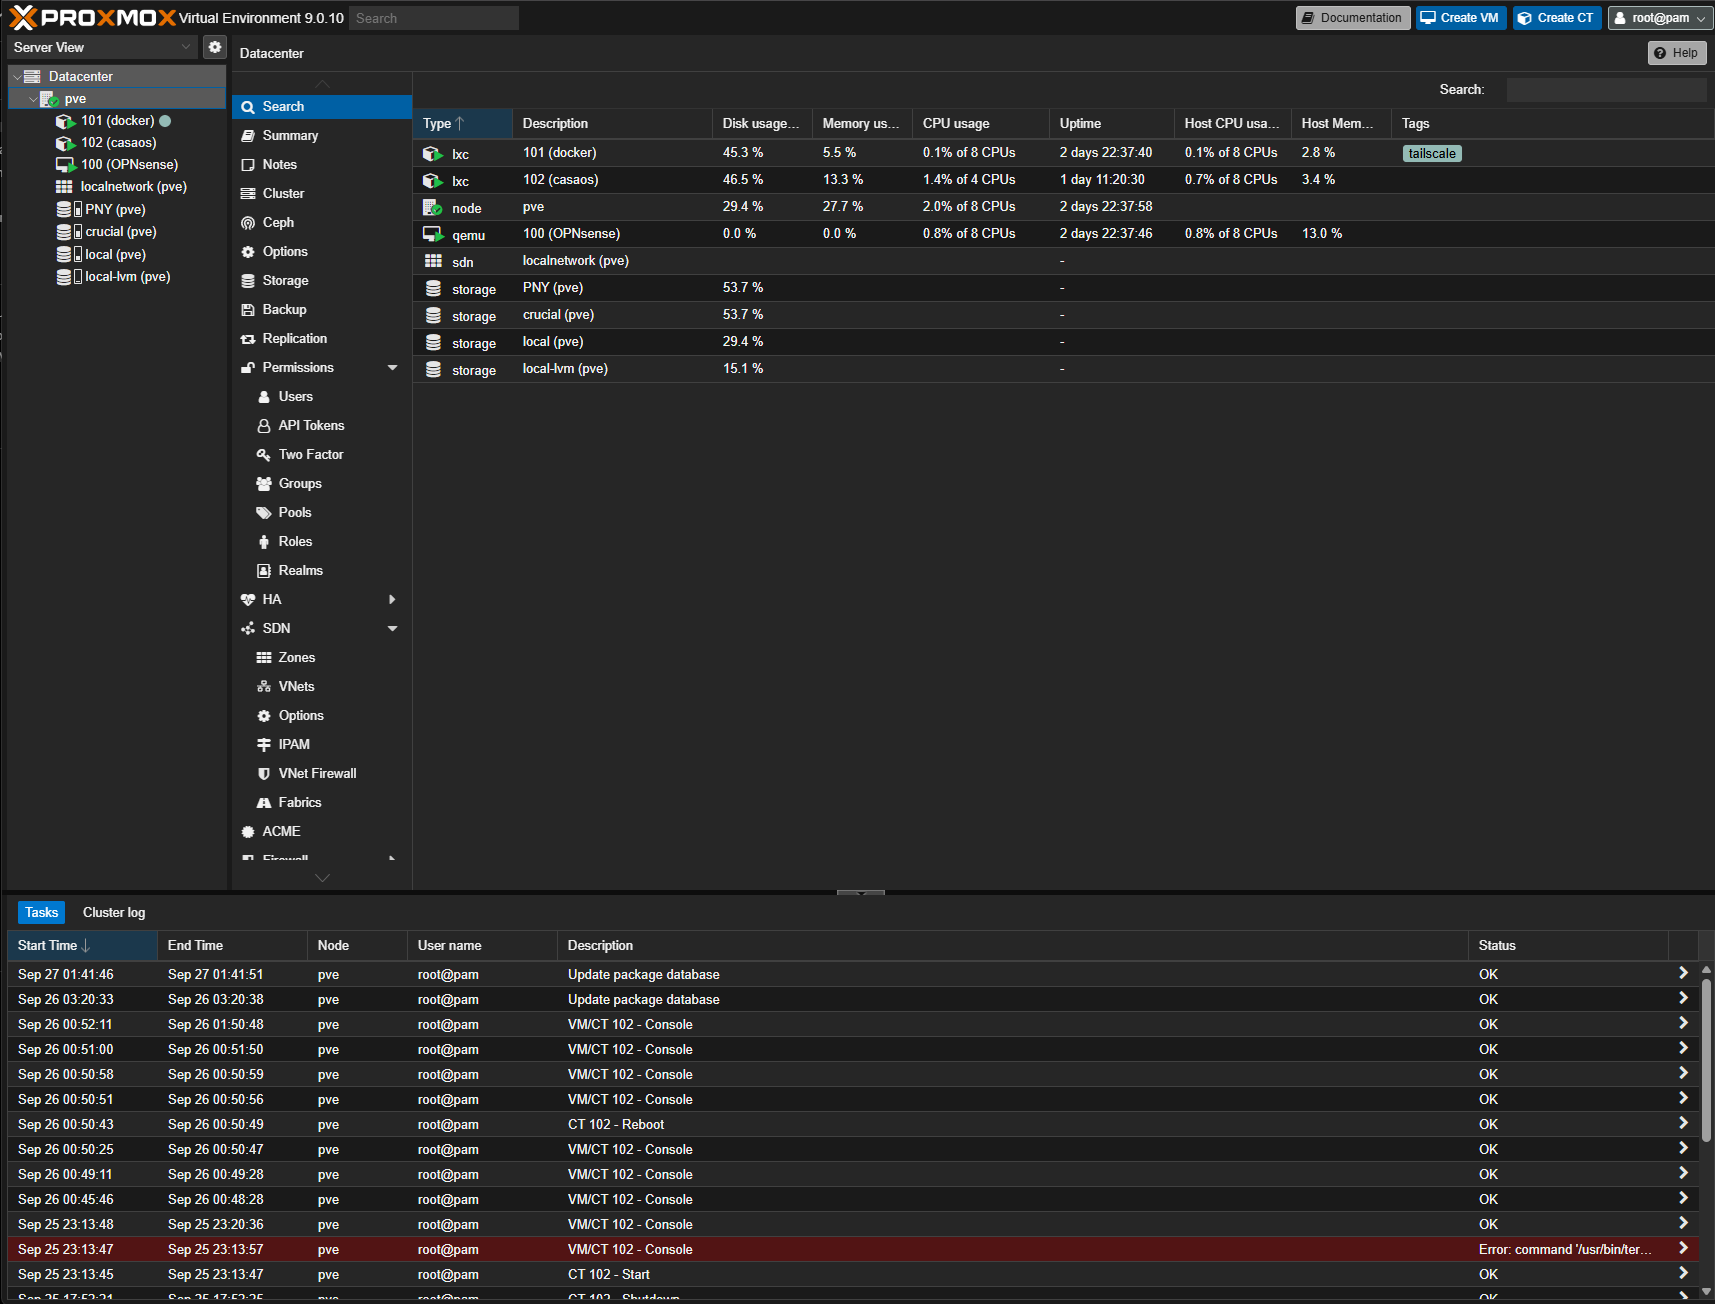 PROXMOX Virtual Environment 9.0.10 Search Documentation Create VM Create CT root@pam
Server View
Datacenter
pve
101 (docker)
102 (casaos)
100 (OPNsense)
localnetwork (pve)
PNY (pve)
crucial (pve)
local (pve)
local-lvm (pve)
Datacenter Help
Search
Summary
Notes
Cluster
Ceph
Options
Storage
Backup
Replication
Permissions
Users
API Tokens
Two Factor
Groups
Pools
Roles
Realms
HA
SDN
Zones
VNets
Options
IPAM
VNet Firewall
Fabrics
ACME
Firewall
Search:
Type Description Disk usage... Memory us... CPU usage Uptime Host CPU usa... Host Mem... Tags
lxc 101 (docker) 45.3 % 5.5 % 0.1% of 8 CPUs 2 days 22:37:40 0.1% of 8 CPUs 2.8 % tailscale
lxc 102 (casaos) 46.5 % 13.3 % 1.4% of 4 CPUs 1 day 11:20:30 0.7% of 8 CPUs 3.4 %
node pve 29.4 % 27.7 % 2.0% of 8 CPUs 2 days 22:37:58
qemu 100 (OPNsense) 0.0 % 0.0 % 0.8% of 8 CPUs 2 days 22:37:46 0.8% of 8 CPUs 13.0 %
sdn localnetwork (pve) -
storage PNY (pve) 53.7 % -
storage crucial (pve) 53.7 % -
storage local (pve) 29.4 % -
storage local-lvm (pve) 15.1 % -
Tasks Cluster log
Start Time End Time Node User name Description Status
Sep 27 01:41:46 Sep 27 01:41:51 pve root@pam Update package database OK
Sep 26 03:20:33 Sep 26 03:20:38 pve root@pam Update package database OK
Sep 26 00:52:11 Sep 26 01:50:48 pve root@pam VM/CT 102 - Console OK
Sep 26 00:51:00 Sep 26 00:51:50 pve root@pam VM/CT 102 - Console OK
Sep 26 00:50:58 Sep 26 00:50:59 pve root@pam VM/CT 102 - Console OK
Sep 26 00:50:51 Sep 26 00:50:56 pve root@pam VM/CT 102 - Console OK
Sep 26 00:50:43 Sep 26 00:50:49 pve root@pam CT 102 - Reboot OK
Sep 26 00:50:25 Sep 26 00:50:47 pve root@pam VM/CT 102 - Console OK
Sep 26 00:49:11 Sep 26 00:49:28 pve root@pam VM/CT 102 - Console OK
Sep 26 00:45:46 Sep 26 00:48:28 pve root@pam VM/CT 102 - Console OK
Sep 25 23:13:48 Sep 25 23:20:36 pve root@pam VM/CT 102 - Console OK
Sep 25 23:13:47 Sep 25 23:13:57 pve root@pam VM/CT 102 - Console Error: command '/usr/bin/ter...
Sep 25 23:13:45 Sep 25 23:13:47 pve root@pam CT 102 - Start OK
Sep 25 Sep 25 pve root@pam CT 102 - Shutdown OK